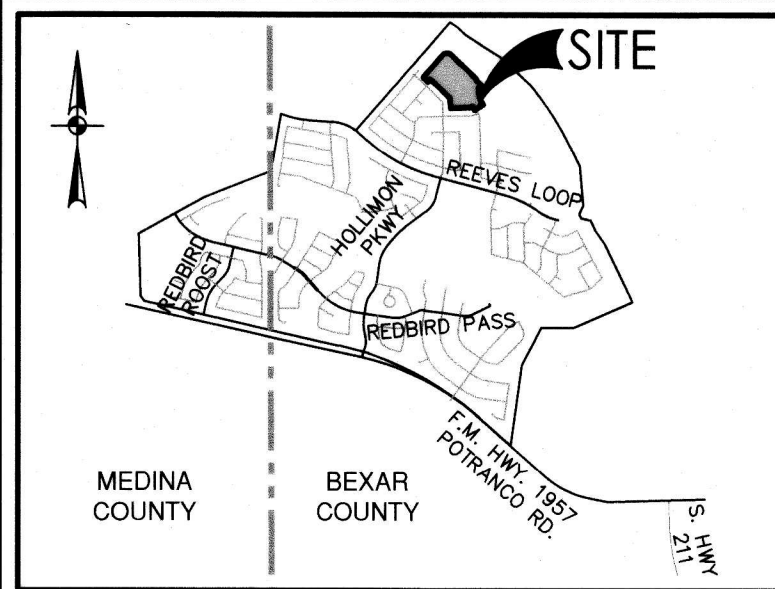 SITE
REEVES LOOP
HOLLIMON
PKWY
REDBIRD
ROOST
REDBIRD PASS
F.M. HWY. 1957
POTRANCO RD.
MEDINA
COUNTY
BEXAR
COUNTY
S. HWY
211